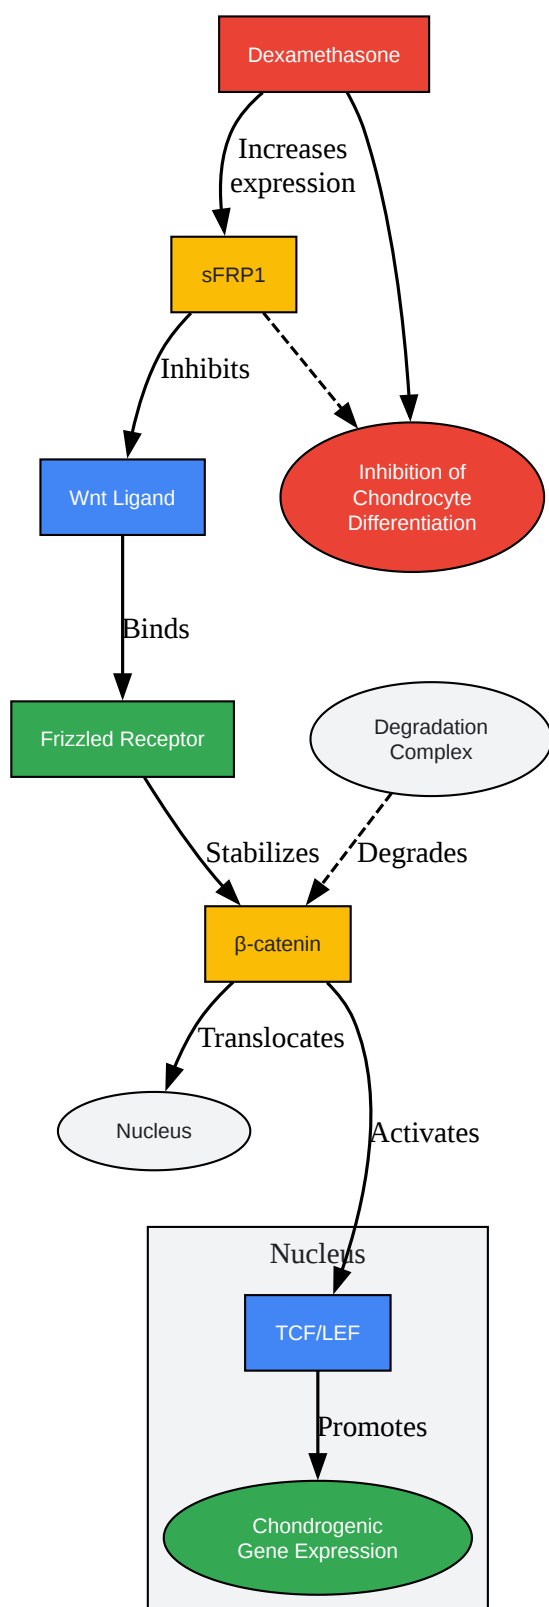 Dexamethasone
Increases
expression
sFRP1
Inhibits
Wnt Ligand
Inhibition of
Chondrocyte
Differentiation
Binds
Frizzled Receptor
Degradation
Complex
Stabilizes
Degrades
β-catenin
Translocates
Nucleus
Activates
Nucleus
TCF/LEF
Promotes
Chondrogenic
Gene Expression